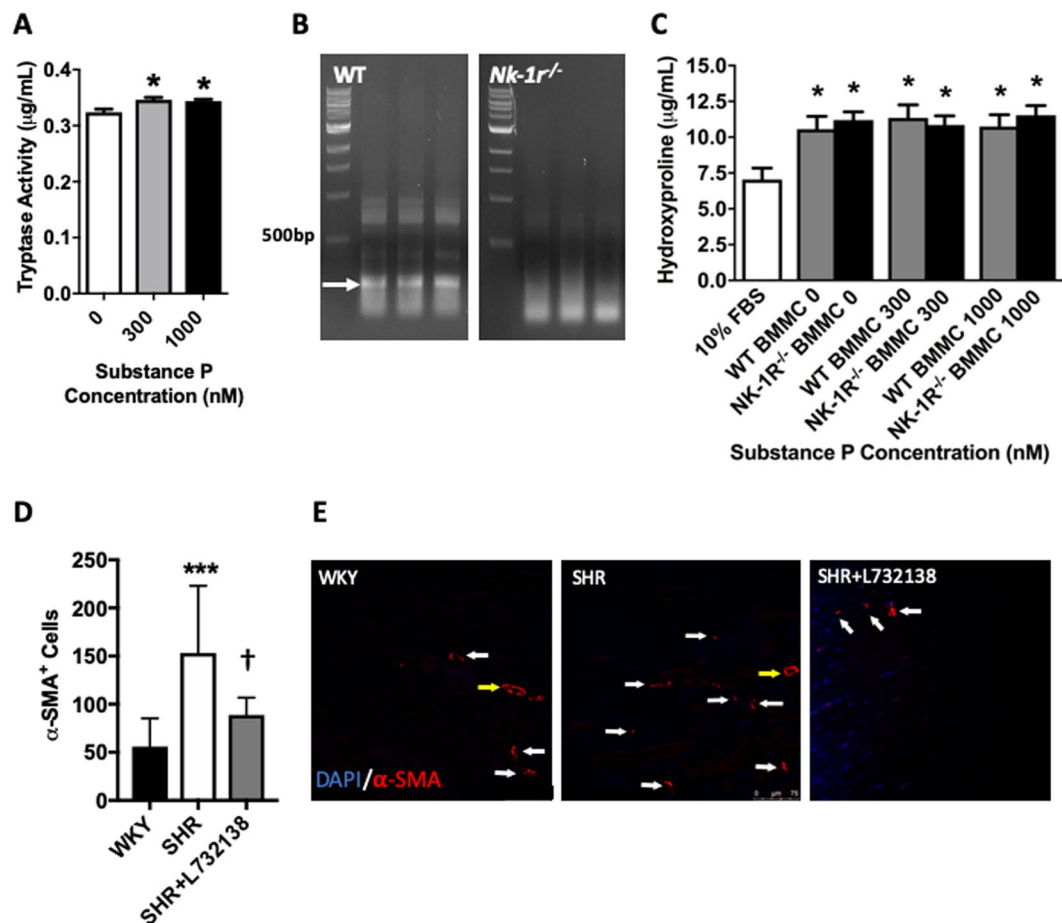 A
Tryptase Activity (µg/mL)
0.4
0.3
0.2
0.1
0.0
* *
0 300 1000
Substance P
Concentration (nM)
B
WT
Nk-1r-/-
500bp
C
Hydroxyproline (µg/mL)
15.0
12.5
10.0
7.5
5.0
2.5
0.0
* * * * * *
10% FBS
WT BMMC 0
NK-1R-/- BMMC 0
WT BMMC 300
NK-1R-/- BMMC 300
WT BMMC 1000
NK-1R-/- BMMC 1000
Substance P Concentration (nM)
D
α-SMA+ Cells
250
200
150
100
50
0
***
†
WKY
SHR
SHR+L732138
E
WKY
DAPI/α-SMA
SHR
0 µm 75
SHR+L732138